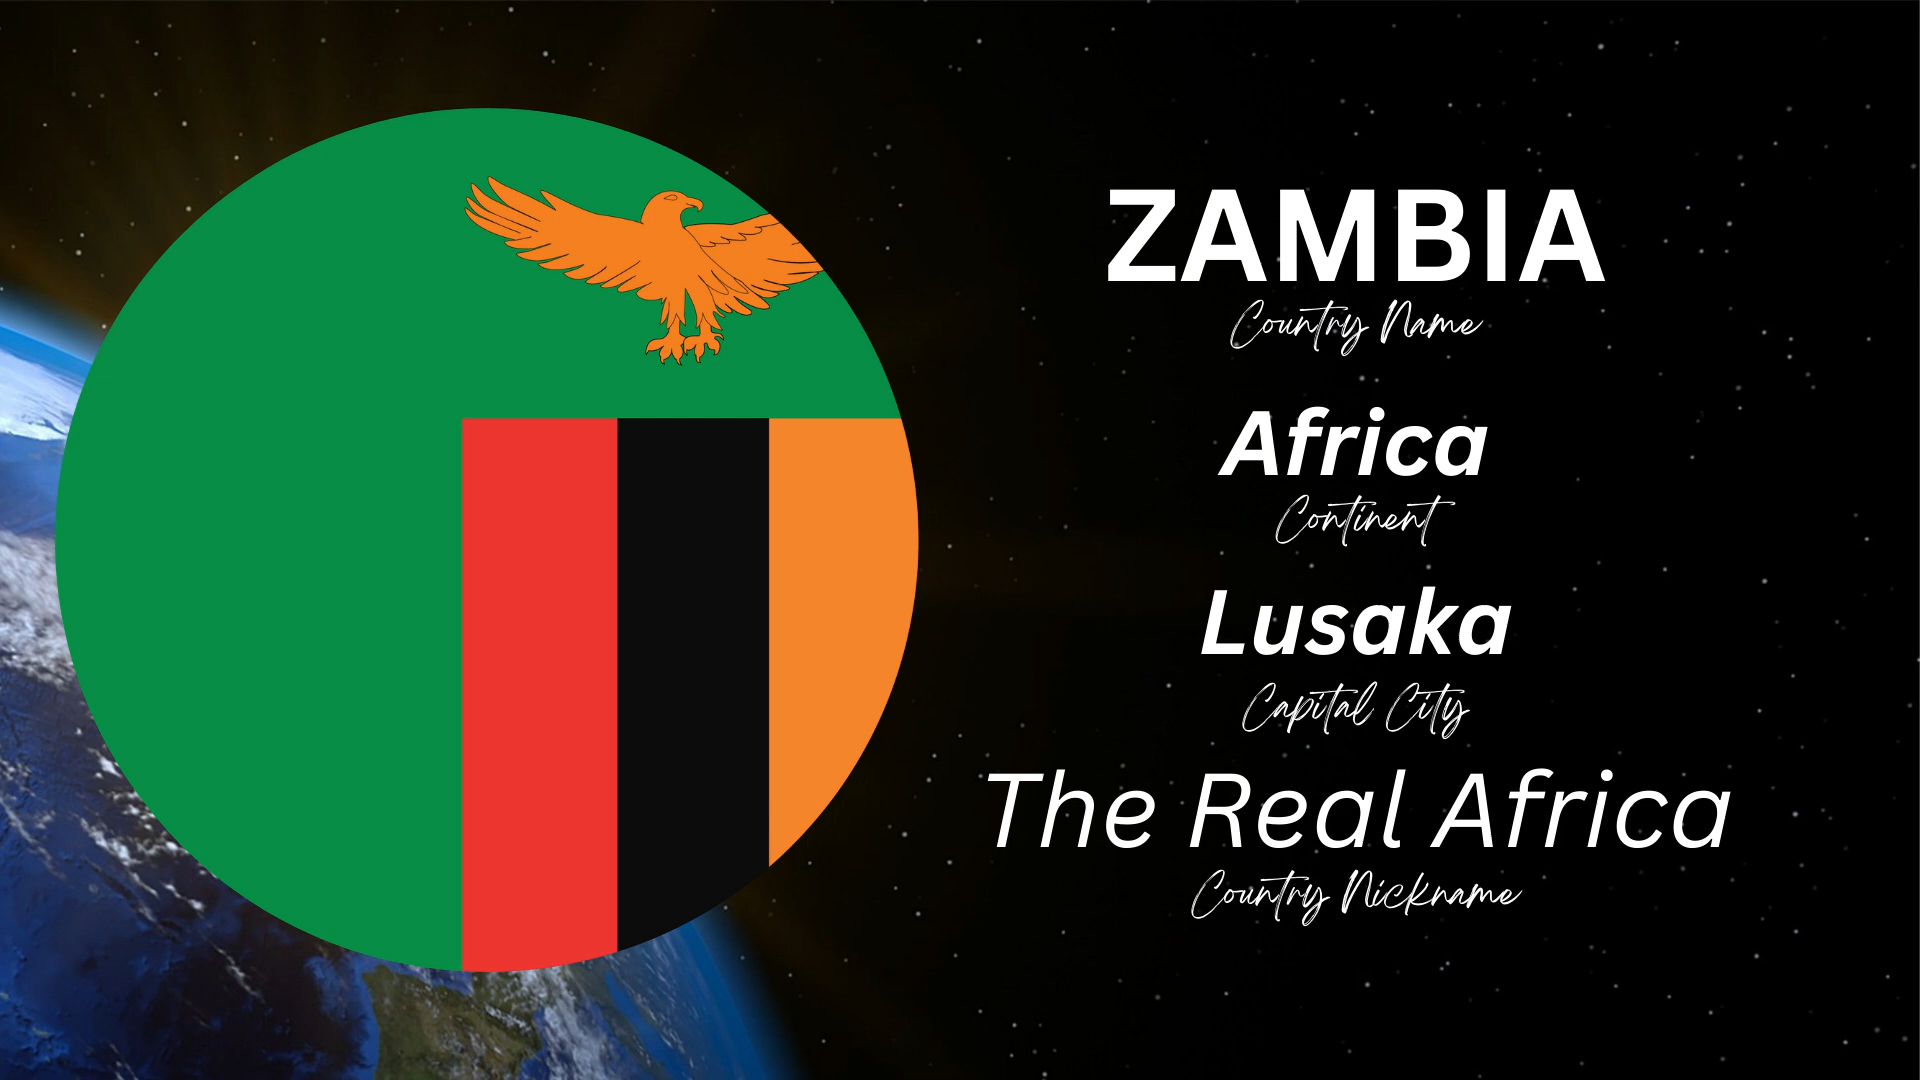 ZAMBIA
Country Name
Africa
Continent
Lusaka
Capital City
The Real Africa
Country Nickname